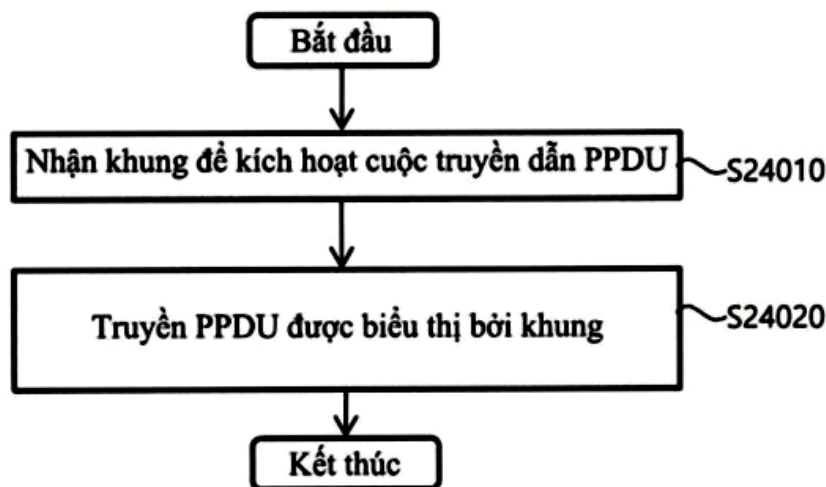 Bắt đầu
Nhận khung để kích hoạt cuộc truyền dẫn PPDU
S24010
Truyền PPDU được biểu thị bởi khung
S24020
Kết thúc